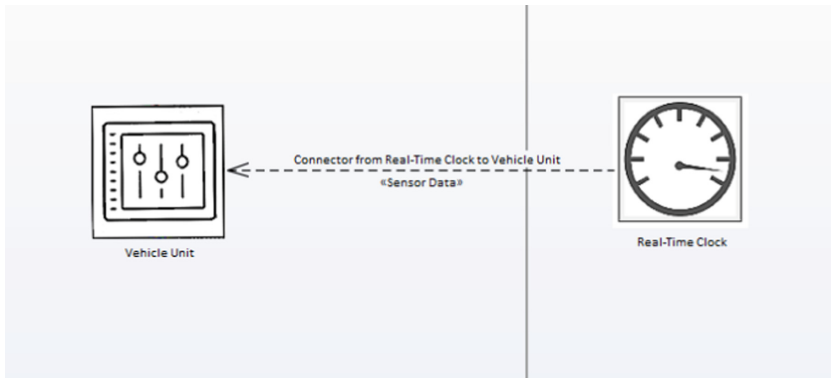 Connector from Real-Time Clock to Vehicle Unit
«Sensor Data»
Vehicle Unit
Real-Time Clock